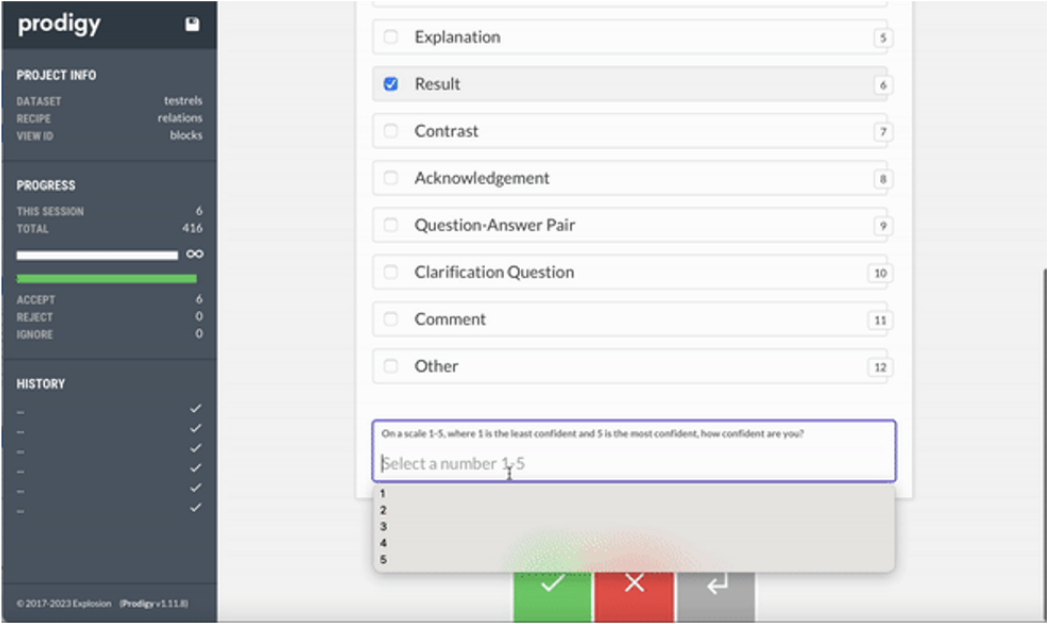 prodigy
PROJECT INFO
DATASET testrels
RECIPE relations
VIEW ID blocks
PROGRESS
THIS SESSION 6
TOTAL 416
∞
ACCEPT 6
REJECT 0
IGNORE 0
HISTORY
...
...
...
...
...
...
© 2017-2023 Explosion (Prodigy v1.11.8)
Explanation 5
Result 6
Contrast 7
Acknowledgement 8
Question-Answer Pair 9
Clarification Question 10
Comment 11
Other 12
On a scale 1-5, where 1 is the least confident and 5 is the most confident, how confident are you?
Select a number 1-5
1
2
3
4
5